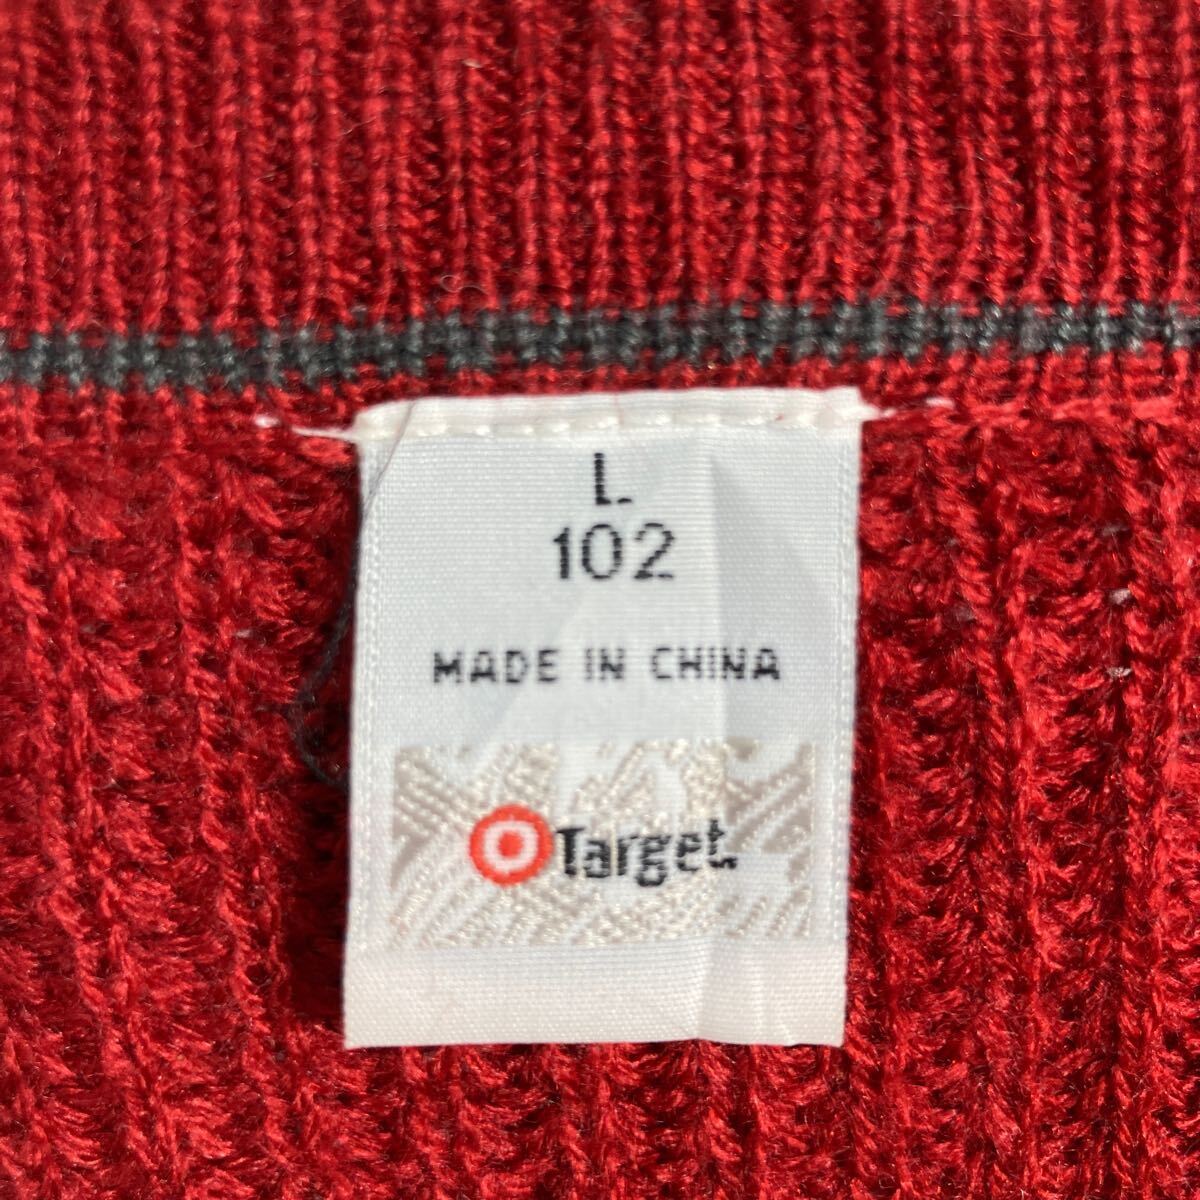 L
102
MADE IN CHINA
Target.